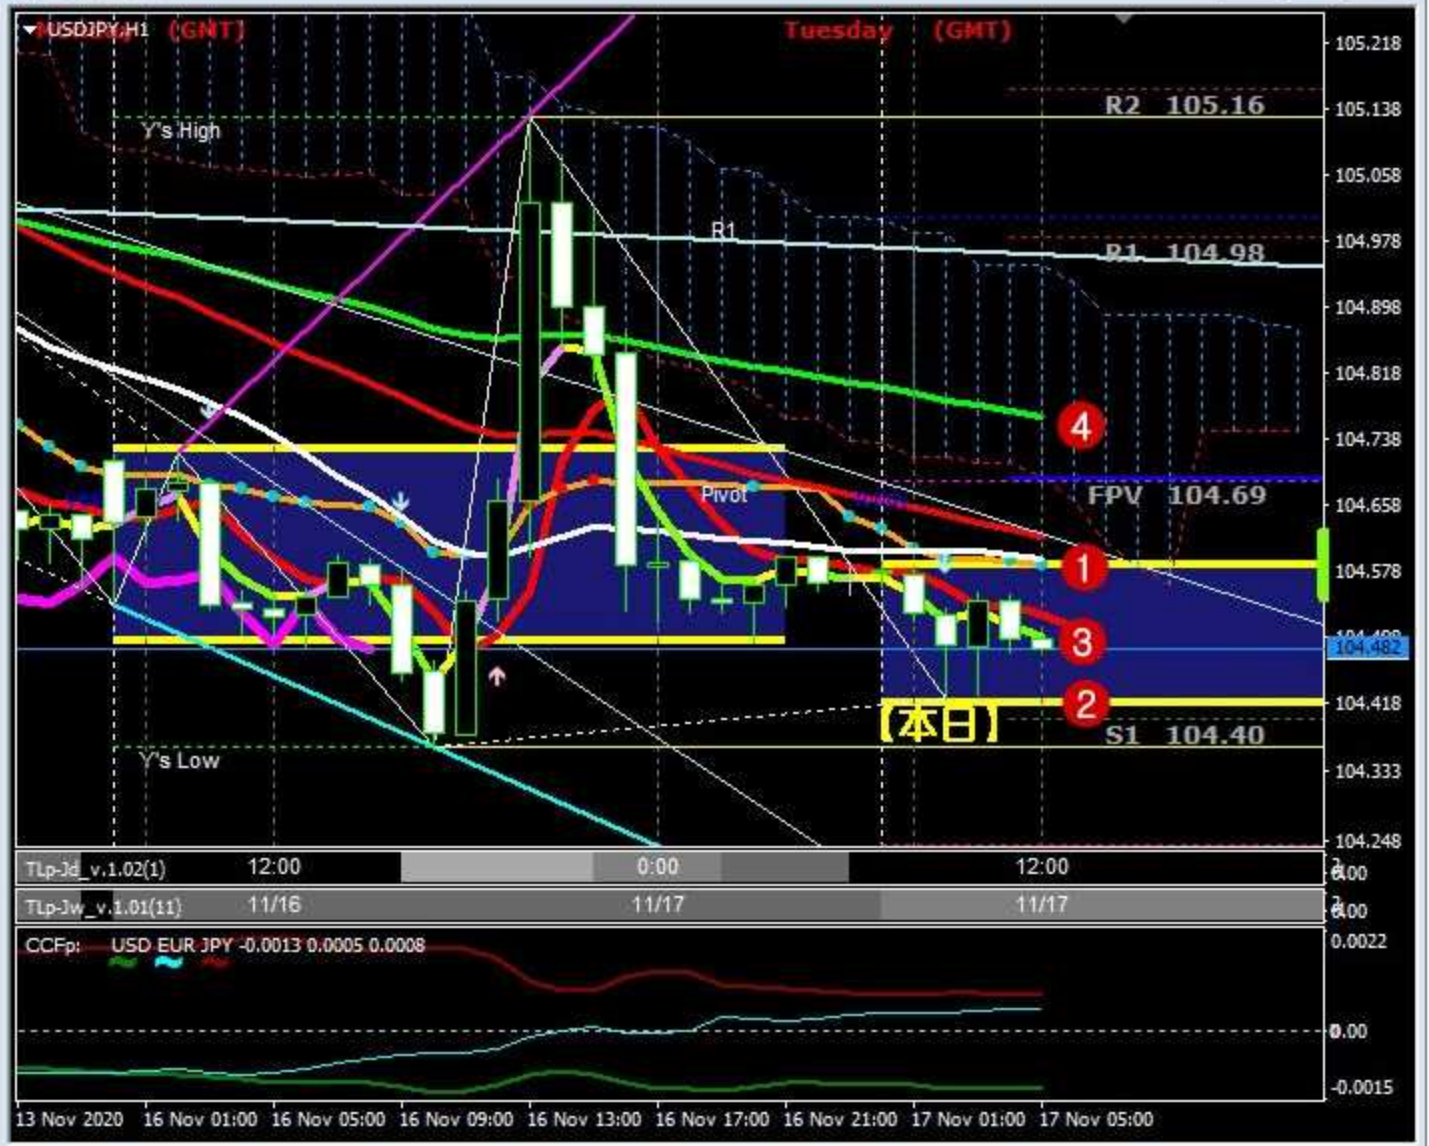 USDJPY,H1 (GMT) Tuesday (GMT)
105.218
R2 105.16
105.138
Y's High
105.058
R1
104.978
R1 104.98
104.898
104.818
④
104.738
Pivot
FPV 104.69
104.658
①
104.578
③
104.482
②
104.418
【本日】
S1 104.40
Y's Low
104.333
104.248
TLp-Jd_v.1.02(1) 12:00 0:00 12:00
TLp-Jw_v.1.01(11) 11/16 11/17 11/17
CCFp: USD EUR JPY -0.0013 0.0005 0.0008
0.0022
0.00
-0.0015
13 Nov 2020 16 Nov 01:00 16 Nov 05:00 16 Nov 09:00 16 Nov 13:00 16 Nov 17:00 16 Nov 21:00 17 Nov 01:00 17 Nov 05:00